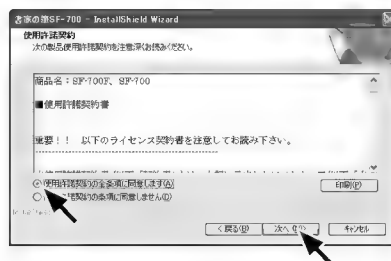 書家の筆SF-700 - InstallShield Wizard
使用許諾契約
次の製品使用許諾契約を注意深くお読みください。
商品名：SF-700F、SF-700
■使用許諾契約書
重要！！ 以下のライセンス契約書を注意してお読み下さい。
使用許諾契約の全条項に同意します(A)
の条項に同意しません(D)
印刷(P)
< 戻る(B)
次へ
キャンセル